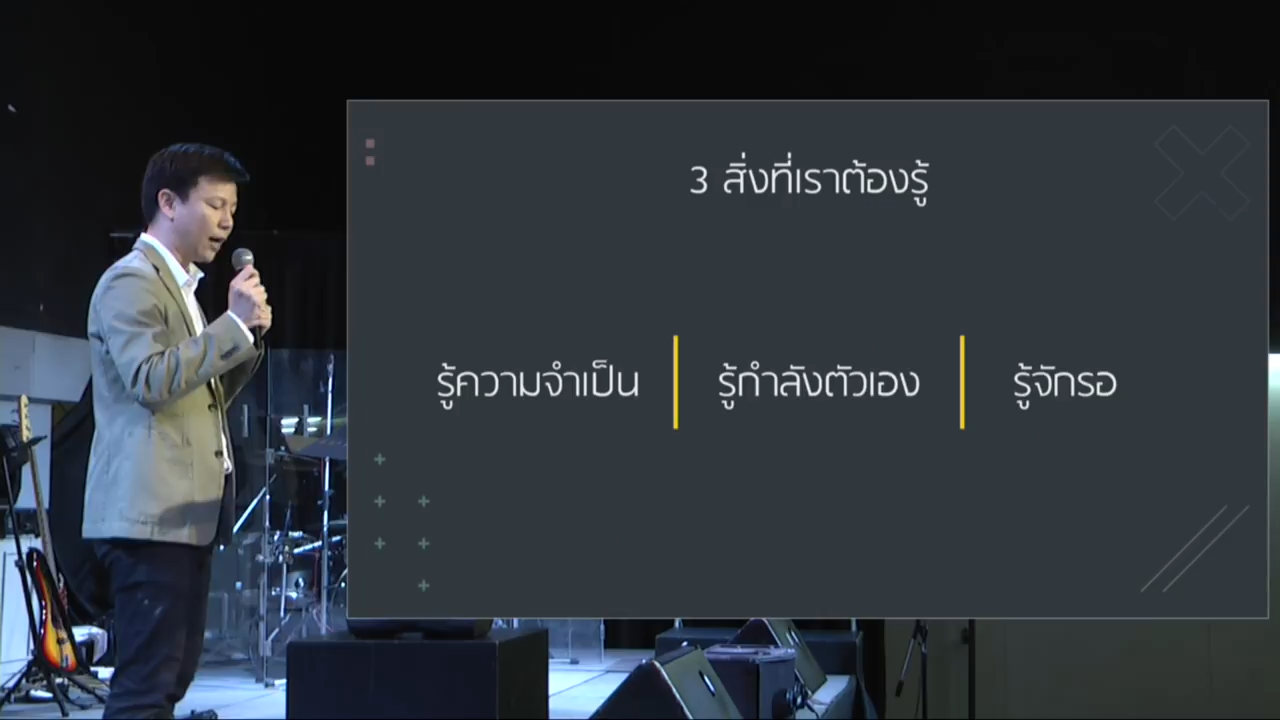 3 สิ่งที่เราต้องรู้
รู้ความจำเป็น รู้กำลังตัวเอง รู้จักรอ